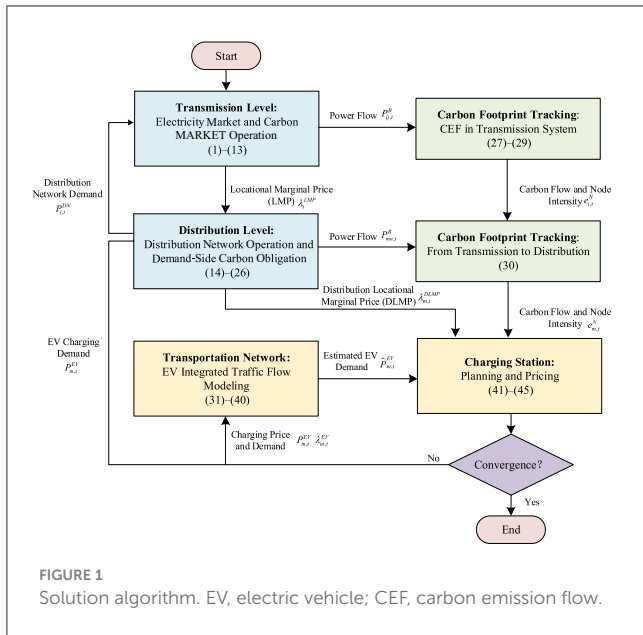 Start
Transmission Level:
Electricity Market and Carbon
MARKET Operation
(1)–(13)
Power Flow P^B_{ij,t}
Carbon Footprint Tracking:
CEF in Transmission System
(27)–(29)
Distribution
Network Demand
P^{DN}_{i,t}
Locational Marginal Price
(LMP) λ^{LMP}_t
Carbon Flow and Node
Intensity e^N_{i,t}
Distribution Level:
Distribution Network Operation and
Demand-Side Carbon Obligation
(14)–(26)
Power Flow P^B_{mn,t}
Carbon Footprint Tracking:
From Transmission to Distribution
(30)
Distribution Locational
Marginal Price (DLMP) λ^{DLMP}_{m,t}
Carbon Flow and Node
Intensity e^N_{m,t}
EV Charging
Demand
P^{EV}_{m,t}
Transportation Network:
EV Integrated Traffic Flow
Modeling
(31)–(40)
Estimated EV
Demand P̂^{EV}_{m,t}
Charging Station:
Planning and Pricing
(41)–(45)
Charging Price
and Demand P^{EV}_{m,t} λ^{EV}_{m,t}
No
Convergence?
Yes
End
FIGURE 1
Solution algorithm. EV, electric vehicle; CEF, carbon emission flow.